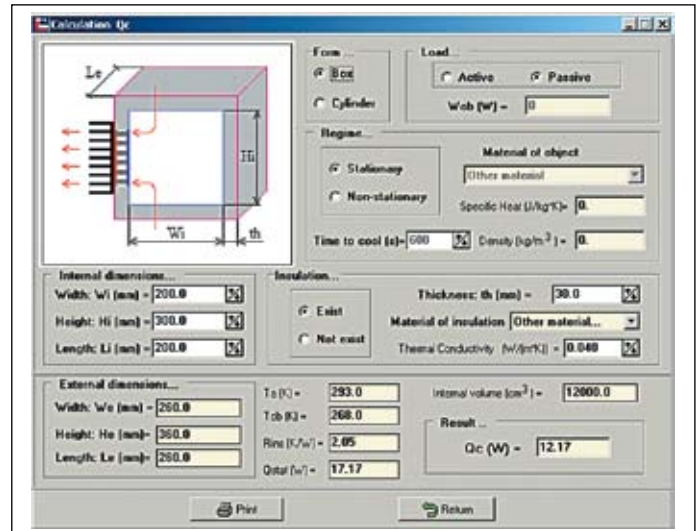 Calculation Qc
Le
Hi
Wi
th
Form ...
Box
Cylinder
Load...
Active
Passive
Wob (W) = 0
Regime...
Stationary
Non-stationary
Material of object
Other material
Specific Heat (J/kg*K)= 0.
Time to cool (s)= 600
Density (kg/m³) = 0.
Internal dimensions...
Width: Wi (mm) = 200.0
Height: Hi (mm) = 300.0
Length: Li (mm) = 200.0
Insulation...
Exist
Not exist
Thickness: th (mm) = 30.0
Material of insulation Other material...
Thermal Conductivity (W/(m*K)) = 0.040
External dimensions...
Width: We (mm) = 260.0
Height: He (mm)= 360.0
Length: Le (mm)= 260.0
Ta (K) = 293.0
Tob (K) = 268.0
Rins (K/W) = 2.05
Qstat (W) = 17.17
Internal volume (cm³) = 12000.0
Result ...
Qc (W) = 12.17
Print
Return